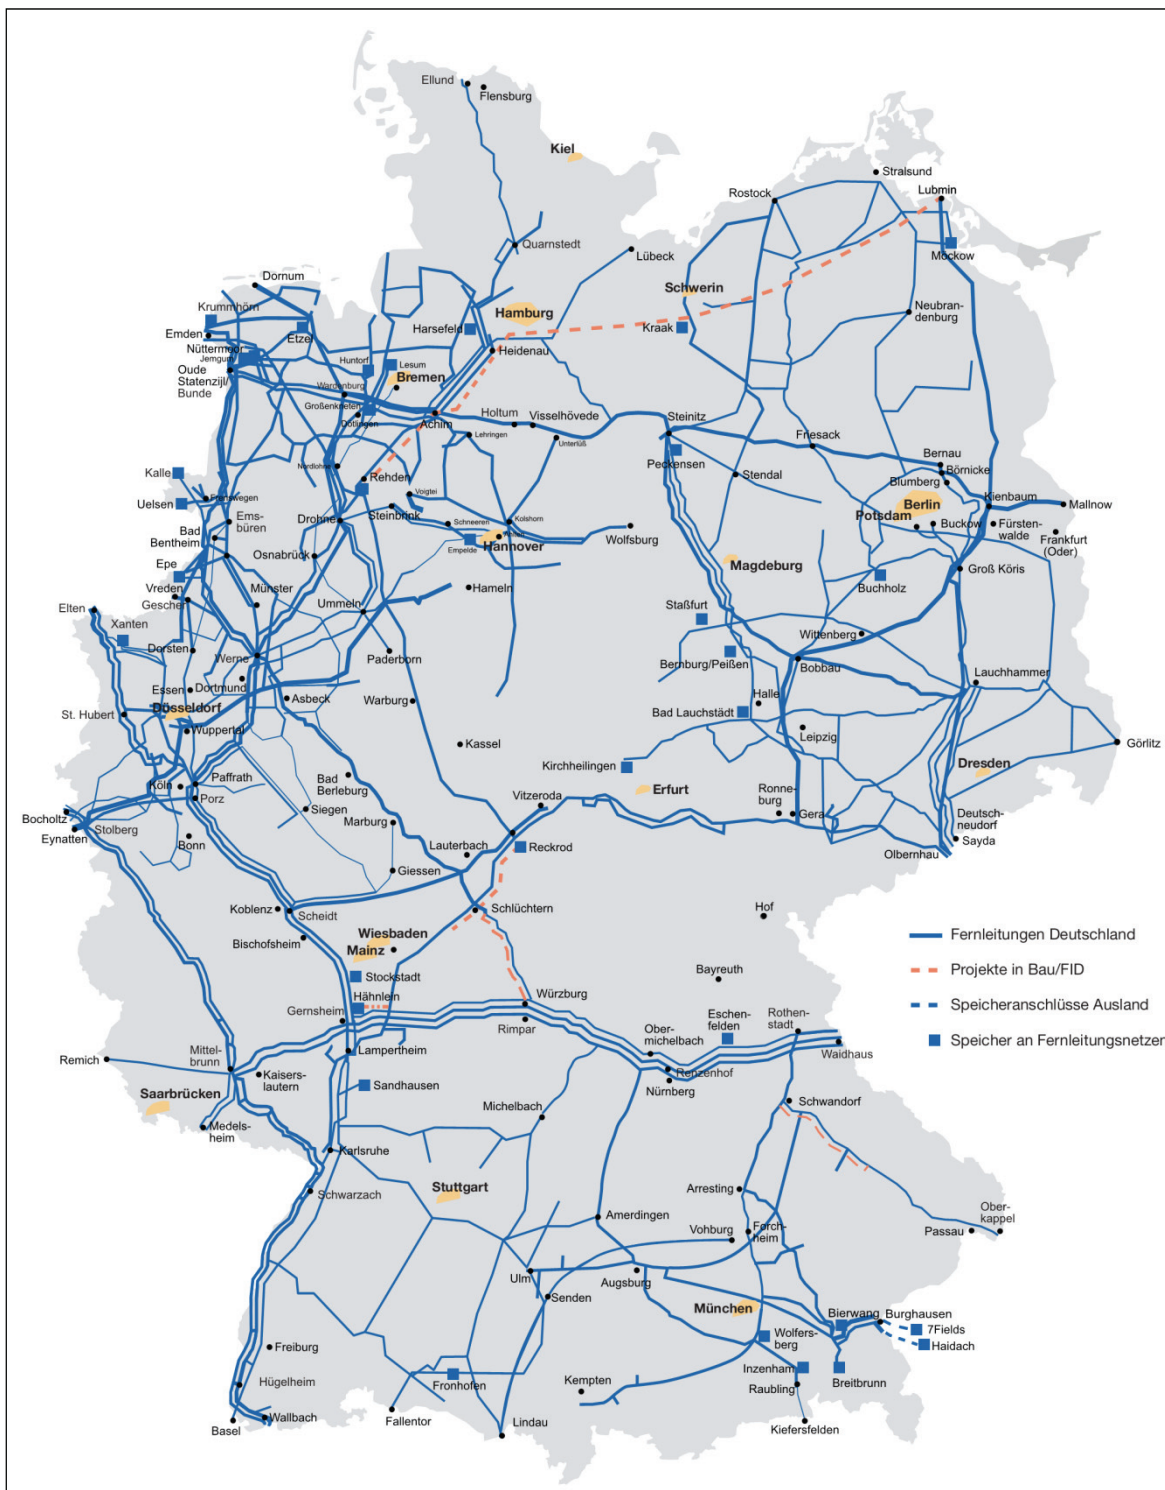 Ellund
Flensburg
Kiel
Stralsund
Rostock
Lubmin
Quarnstedt
Lübeck
Möckow
Dornum
Schwerin
Krummhörn
Hamburg
Neubran-
denburg
Emden
Etzel
Harsefeld
Kraak
Nüttermoor
Jemgum
Huntorf
Lesum
Heidenau
Oude
Statenzijl/
Bunde
Bremen
Wardenburg
Großenkneten
Dötlingen
Achim
Holtum
Visselhövede
Steinitz
Lehringen
Unterlüß
Friesack
Bernau
Börnicke
Peckensen
Nordlohne
Rehden
Stendal
Blumberg
Kalle
Voigtei
Frenswegen
Uelsen
Berlin
Kienbaum
Mallnow
Ems-
büren
Drohne
Steinbrink
Schneeren
Kolshorn
Potsdam
Buckow
Fürsten-
walde
Bad
Bentheim
Empelde
Ahlten
Hannover
Wolfsburg
Frankfurt
(Oder)
Osnabrück
Magdeburg
Groß Köris
Epe
Vreden
Münster
Hameln
Buchholz
Gescher
Elten
Ummeln
Staßfurt
Xanten
Wittenberg
Dorsten
Werne
Paderborn
Bernburg/Peißen
Bobbau
Lauchhammer
Essen
Dortmund
Asbeck
Warburg
Halle
St. Hubert
Dösseldorf
Bad Lauchstädt
Wuppertal
Leipzig
Kassel
Görlitz
Kirchheilingen
Dresden
Köln
Paffrath
Bad
Berleburg
Erfurt
Ronne-
burg
Porz
Siegen
Vitzeroda
Bocholtz
Marburg
Gera
Deutsch-
neudorf
Stolberg
Eynatten
Sayda
Bonn
Lauterbach
Reckrod
Olbernhau
Giessen
Koblenz
Scheidt
Schlüchtern
Hof
Wiesbaden
Bischofsheim
Mainz
Fernleitungen Deutschland
Stockstadt
Bayreuth
Projekte in Bau/FID
Hähnlein
Würzburg
Eschen-
felden
Rothen-
stadt
Speicheranschlüsse Ausland
Gernsheim
Rimpar
Ober-
michelbach
Waidhaus
Speicher an Fernleitungsnetzen
Remich
Mittel-
brunn
Lampertheim
Kaisers-
lautern
Renzenhof
Sandhausen
Nürnberg
Saarbrücken
Michelbach
Schwandorf
Medels-
heim
Karlsruhe
Schwarzach
Stuttgart
Arresting
Ober-
kappel
Amerdingen
Vohburg
Forch-
heim
Passau
Ulm
Augsburg
Senden
München
Bierwang
Burghausen
7Fields
Wolfers-
berg
Haidach
Freiburg
Inzenham
Fronhofen
Kempten
Raubling
Breitbrunn
Hügelheim
Wallbach
Basel
Fallentor
Lindau
Kiefersfelden